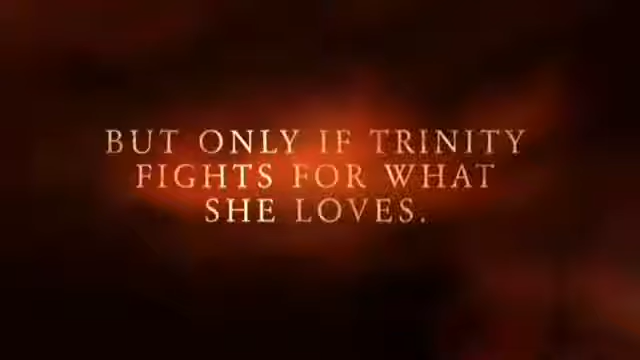 BUT ONLY IF TRINITY
FIGHTS FOR WHAT
SHE LOVES.